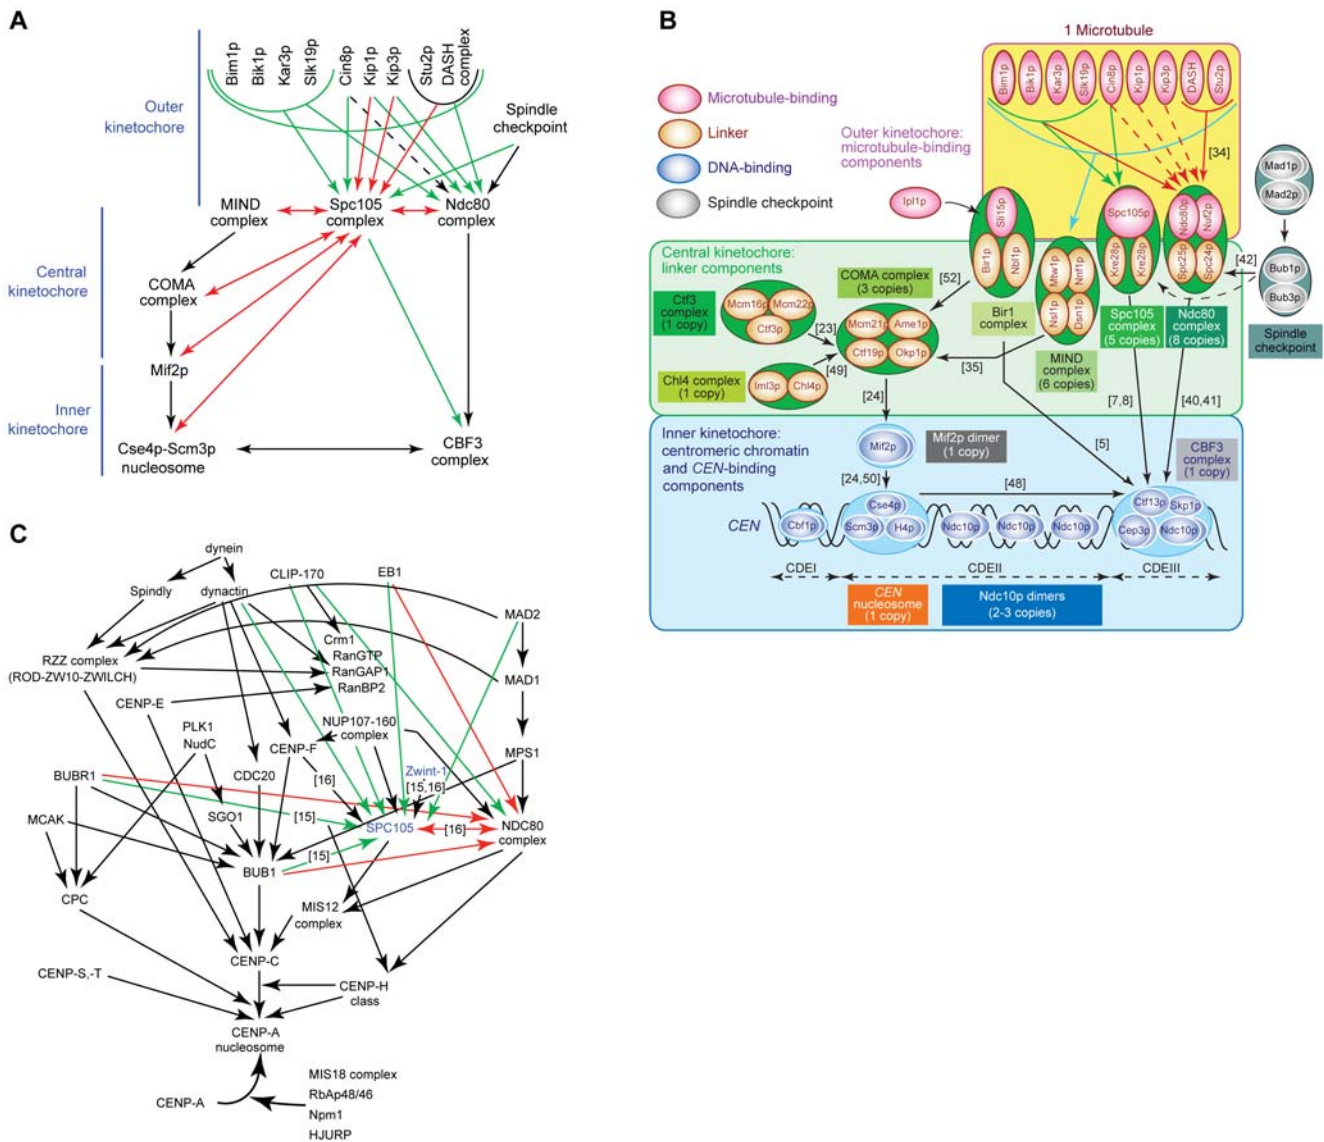 A
Bim1p
Bik1p
Kar3p
Slk19p
Cin8p
Kip1p
Kip3p
Stu2p
DASH
complex
Outer
kinetochore
Spindle
checkpoint
MIND
complex
Spc105
complex
Ndc80
complex
Central
kinetochore
COMA
complex
Mif2p
Inner
kinetochore
Cse4p-Scm3p
nucleosome
CBF3
complex
B
1 Microtubule
Bim1p
Bik1p
Kar3p
Slk19p
Cin8p
Kip1p
Kip3p
DASH
Stu2p
Microtubule-binding
Linker
DNA-binding
Spindle checkpoint
Outer kinetochore:
microtubule-binding
components
[34]
Mad1p
Mad2p
Ipl1p
Sli15p
Bir1p
Nbl1p
Spc105p
Kre28p
Kre28p
Ndc80p
Nuf2p
Spc25p
Spc24p
[42]
Bub1p
Bub3p
Spindle
checkpoint
Central kinetochore:
linker components
COMA complex
(3 copies)
[52]
Mtw1p
Nnf1p
Nsl1p
Dsn1p
Ctf3
complex
(1 copy)
Mcm16p
Mcm22p
Ctf3p
[23]
Mcm21p
Ame1p
Ctf19p
Okp1p
Bir1
complex
Spc105
complex
(5 copies)
Ndc80
complex
(8 copies)
Chl4 complex
(1 copy)
Iml3p
Chl4p
[49]
[35]
MIND
complex
(6 copies)
[24]
[7,8]
[40,41]
Inner kinetochore:
centromeric chromatin
and CEN-binding
components
Mif2p
Mif2p dimer
(1 copy)
[5]
CBF3
complex
(1 copy)
[24,50]
[48]
CEN
Cbf1p
Cse4p
Scm3p
H4p
Ndc10p
Ndc10p
Ndc10p
Ctf13p
Skp1p
Cep3p
Ndc10p
CDEI
CDEII
CDEIII
CEN
nucleosome
(1 copy)
Ndc10p dimers
(2-3 copies)
C
dynein
Spindly
dynactin
CLIP-170
EB1
MAD2
RZZ complex
(ROD-ZW10-ZWILCH)
Crm1
RanGTP
RanGAP1
RanBP2
MAD1
CENP-E
PLK1
NudC
NUP107-160
complex
CENP-F
MPS1
BUBR1
CDC20
[16]
Zwint-1
[15,16]
MCAK
SGO1
[15]
SPC105
[16]
NDC80
complex
[15]
BUB1
CPC
MIS12
complex
CENP-C
CENP-S,-T
CENP-H
class
CENP-A
nucleosome
MIS18 complex
RbAp48/46
CENP-A
Npm1
HJURP